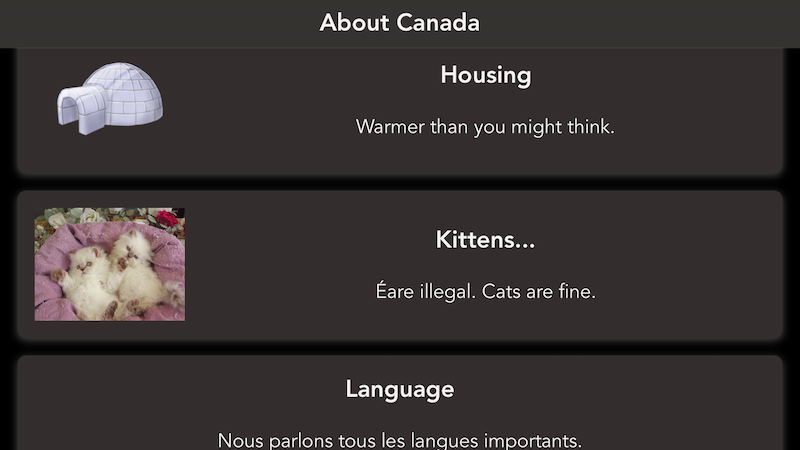 About Canada
Housing
Warmer than you might think.
Kittens...
Éare illegal. Cats are fine.
Language
Nous parlons tous les langues importants.